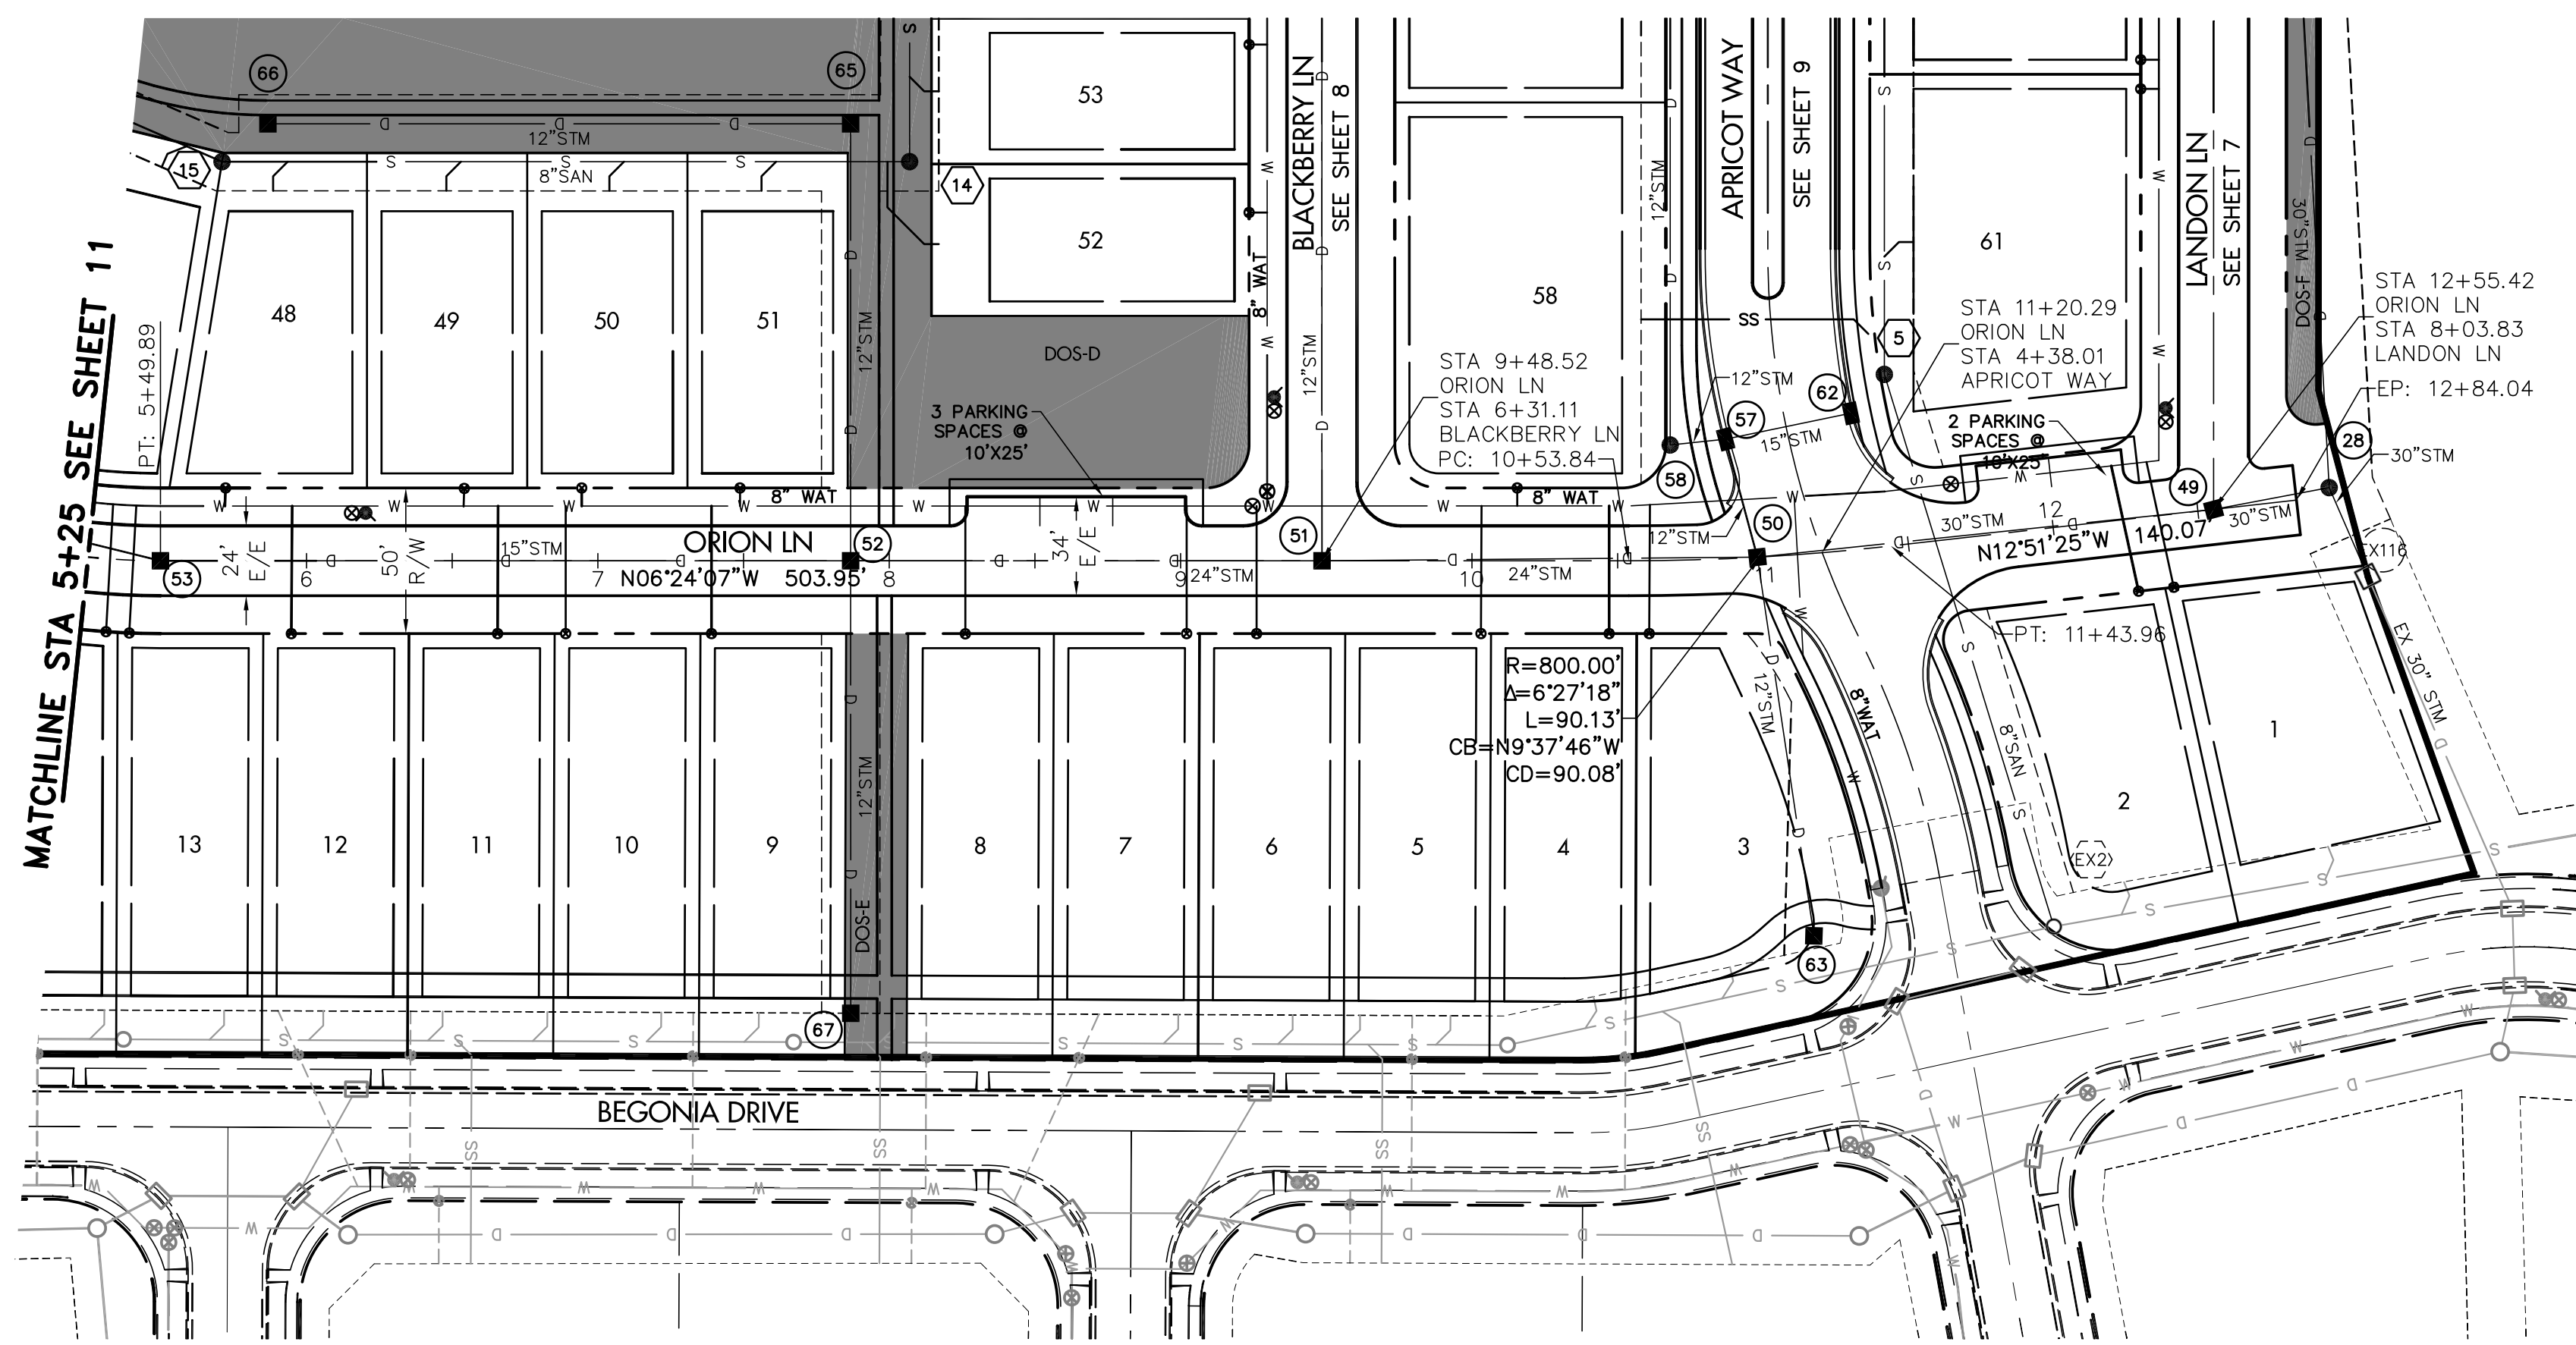 MATCHLINE STA 5+25 SEE SHEET 11
66
65
12"STM
D
D
D
15
S
S
8"SAN
14
S
48
49
50
51
PT: 5+49.89
12"STM
D
D
53
52
DOS-D
3 PARKING
SPACES @
10'X25'
8" WAT
BLACKBERRY LN
SEE SHEET 8
12"STM
D
D
D
W
W
58
12"STM
D
D
APRICOT WAY
SEE SHEET 9
SS
S
S
61
5
LANDON LN
SEE SHEET 7
W
W
30"STM
DOS-F
D
D
STA 12+55.42
ORION LN
STA 8+03.83
LANDON LN
EP: 12+84.04
STA 11+20.29
ORION LN
STA 4+38.01
APRICOT WAY
STA 9+48.52
ORION LN
STA 6+31.11
BLACKBERRY LN
PC: 10+53.84
12"STM
57
62
15"STM
58
2 PARKING
SPACES @
10'X25'
28
30"STM
49
8" WAT
W
W
W
W
8" WAT
W
W
W
12"STM
50
51
52
53
24'
E/E
50'
R/W
34'
E/E
ORION LN
15"STM
N06°24'07"W 503.95'
6
7
8
9
24"STM
10
24"STM
11
30"STM
12
30"STM
N12°51'25"W 140.07'
PT: 11+43.96
EX116
EX 30" STM
D
R=800.00'
Δ=6°27'18"
L=90.13'
CB=N9°37'46"W
CD=90.08'
12"STM
D
D
8"WAT
W
W
8"SAN
S
S
S
EX2
13
12
11
10
9
12"STM
D
D
DOS-E
8
7
6
5
4
3
2
1
63
67
S
S
S
S
S
S
S
S
S
S
S
S
BEGONIA DRIVE
SS
SS
SS
SS
W
W
W
W
W
W
W
W
W
W
W
D
D
D
D
D
D
D
D
D